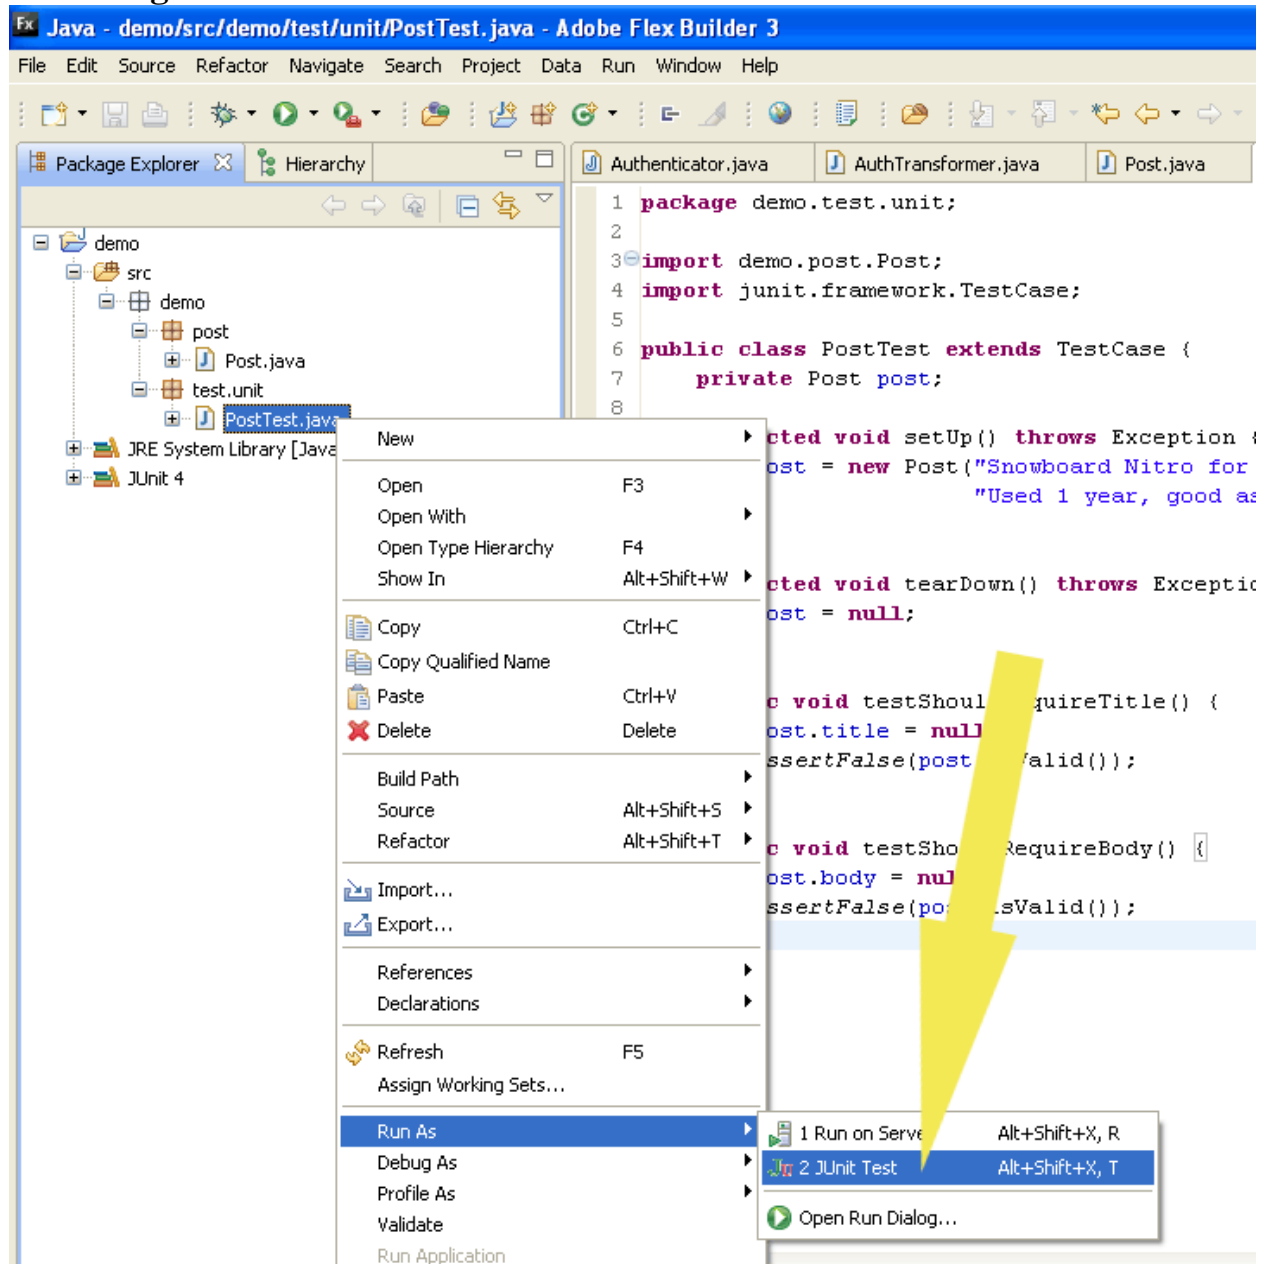 Java - demo/src/demo/test/unit/PostTest.java - Adobe Flex Builder 3
File Edit Source Refactor Navigate Search Project Data Run Window Help
Package Explorer Hierarchy
Authenticator.java AuthTransformer.java Post.java
demo
src
demo
post
Post.java
test.unit
PostTest.java
JRE System Library [Java
JUnit 4
1 package demo.test.unit;
2
3 import demo.post.Post;
4 import junit.framework.TestCase;
5
6 public class PostTest extends TestCase {
7 private Post post;
8
cted void setUp() throws Exception {
ost = new Post("Snowboard Nitro for
"Used 1 year, good as
cted void tearDown() throws Exceptio
ost = null;
c void testShoul quireTitle() {
ost.title = null
ssertFalse(post Valid());
c void testSho RequireBody() {
ost.body = nul
ssertFalse(po sValid());
New
Open F3
Open With
Open Type Hierarchy F4
Show In Alt+Shift+W
Copy Ctrl+C
Copy Qualified Name
Paste Ctrl+V
Delete Delete
Build Path
Source Alt+Shift+S
Refactor Alt+Shift+T
Import...
Export...
References
Declarations
Refresh F5
Assign Working Sets...
Run As
Debug As
Profile As
Validate
Run Application
1 Run on Serve Alt+Shift+X, R
2 JUnit Test Alt+Shift+X, T
Open Run Dialog...